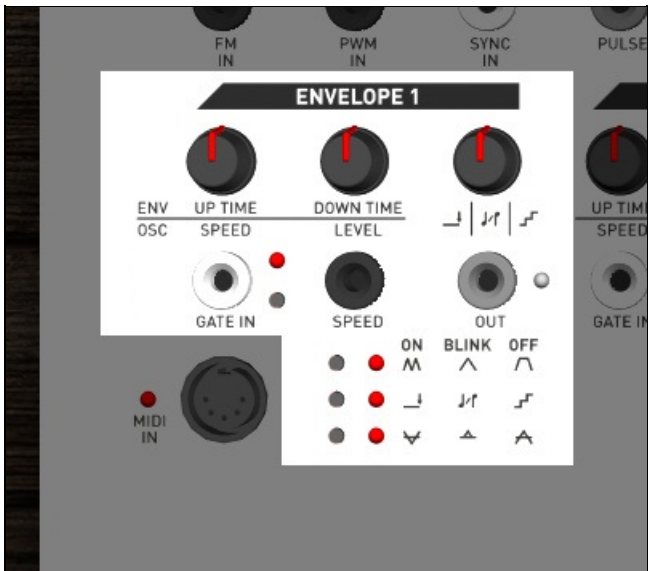 FM IN
PWM IN
SYNC IN
PULSE
ENVELOPE 1
ENV UP TIME DOWN TIME
OSC SPEED LEVEL
UP TIM
SPEED
GATE IN SPEED OUT GATE IN
ON BLINK OFF
MIDI IN